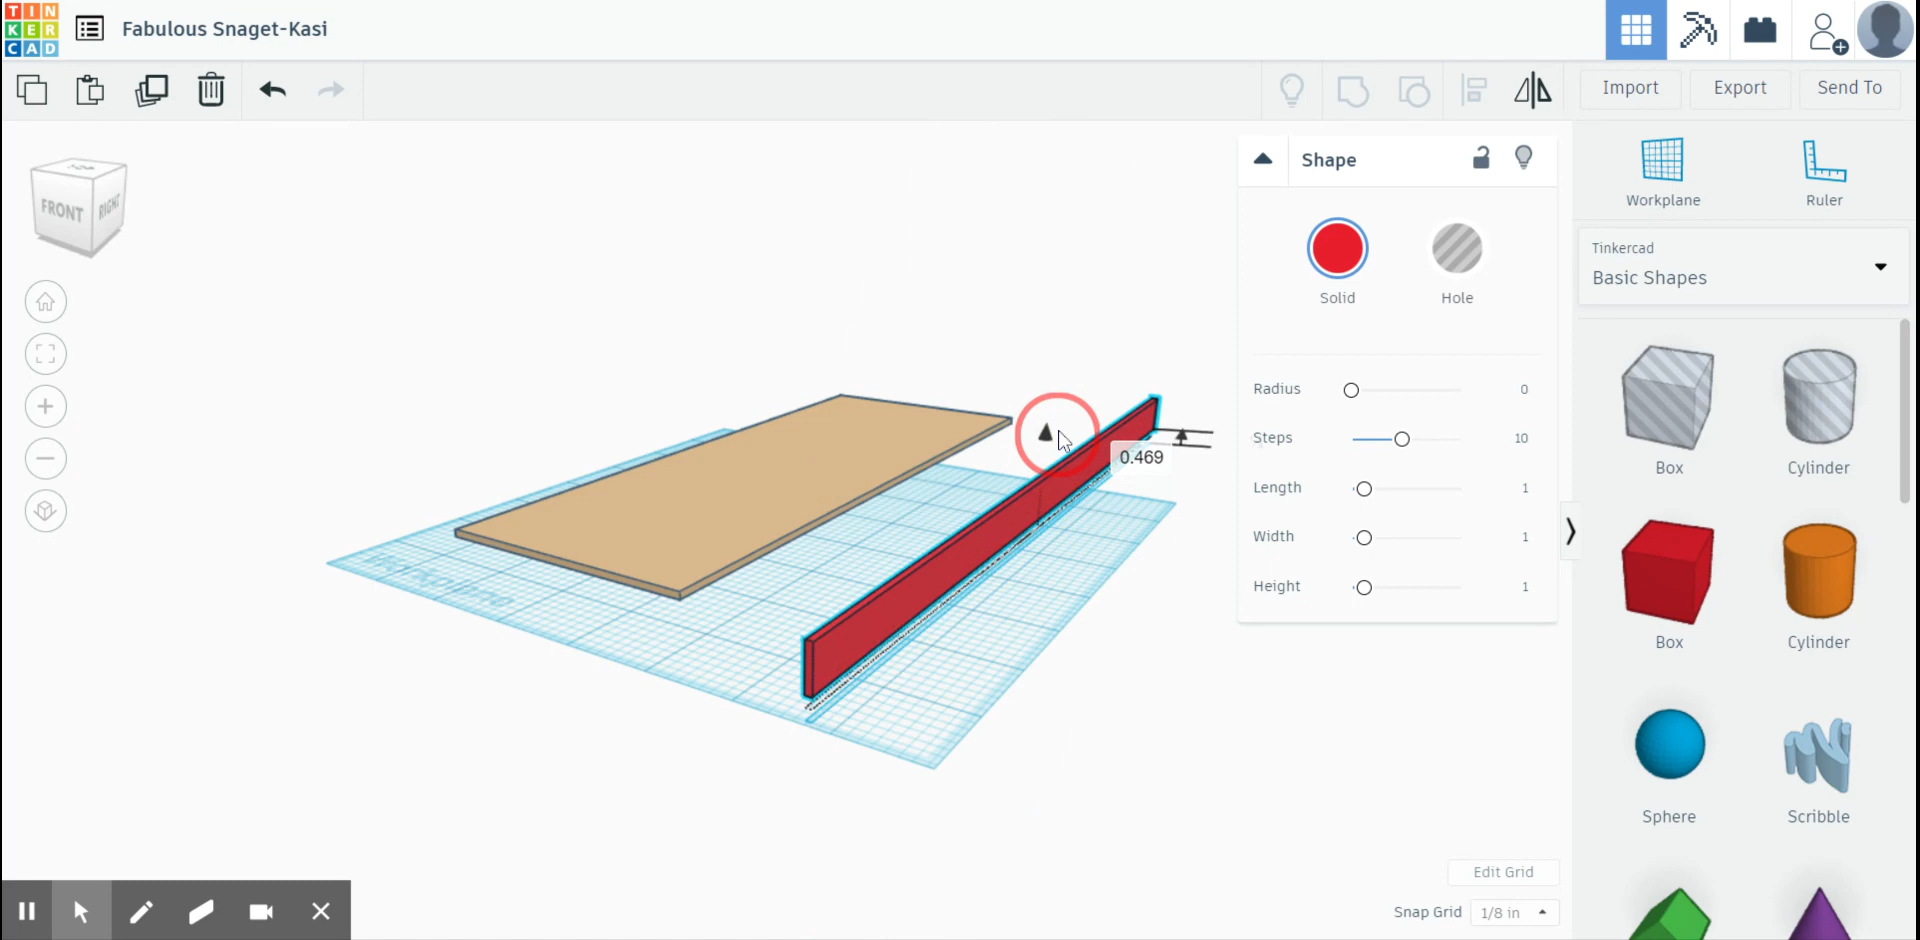 TIN
KER
CAD
Fabulous Snaget-Kasi
Import
Export
Send To
TOP
FRONT
RIGHT
Shape
Solid
Hole
Radius 0
Steps 10
Length 1
Width 1
Height 1
0.469
Workplane
Workplane
Ruler
Tinkercad
Basic Shapes
Box
Cylinder
Box
Cylinder
Sphere
Scribble
Edit Grid
Snap Grid 1/8 in